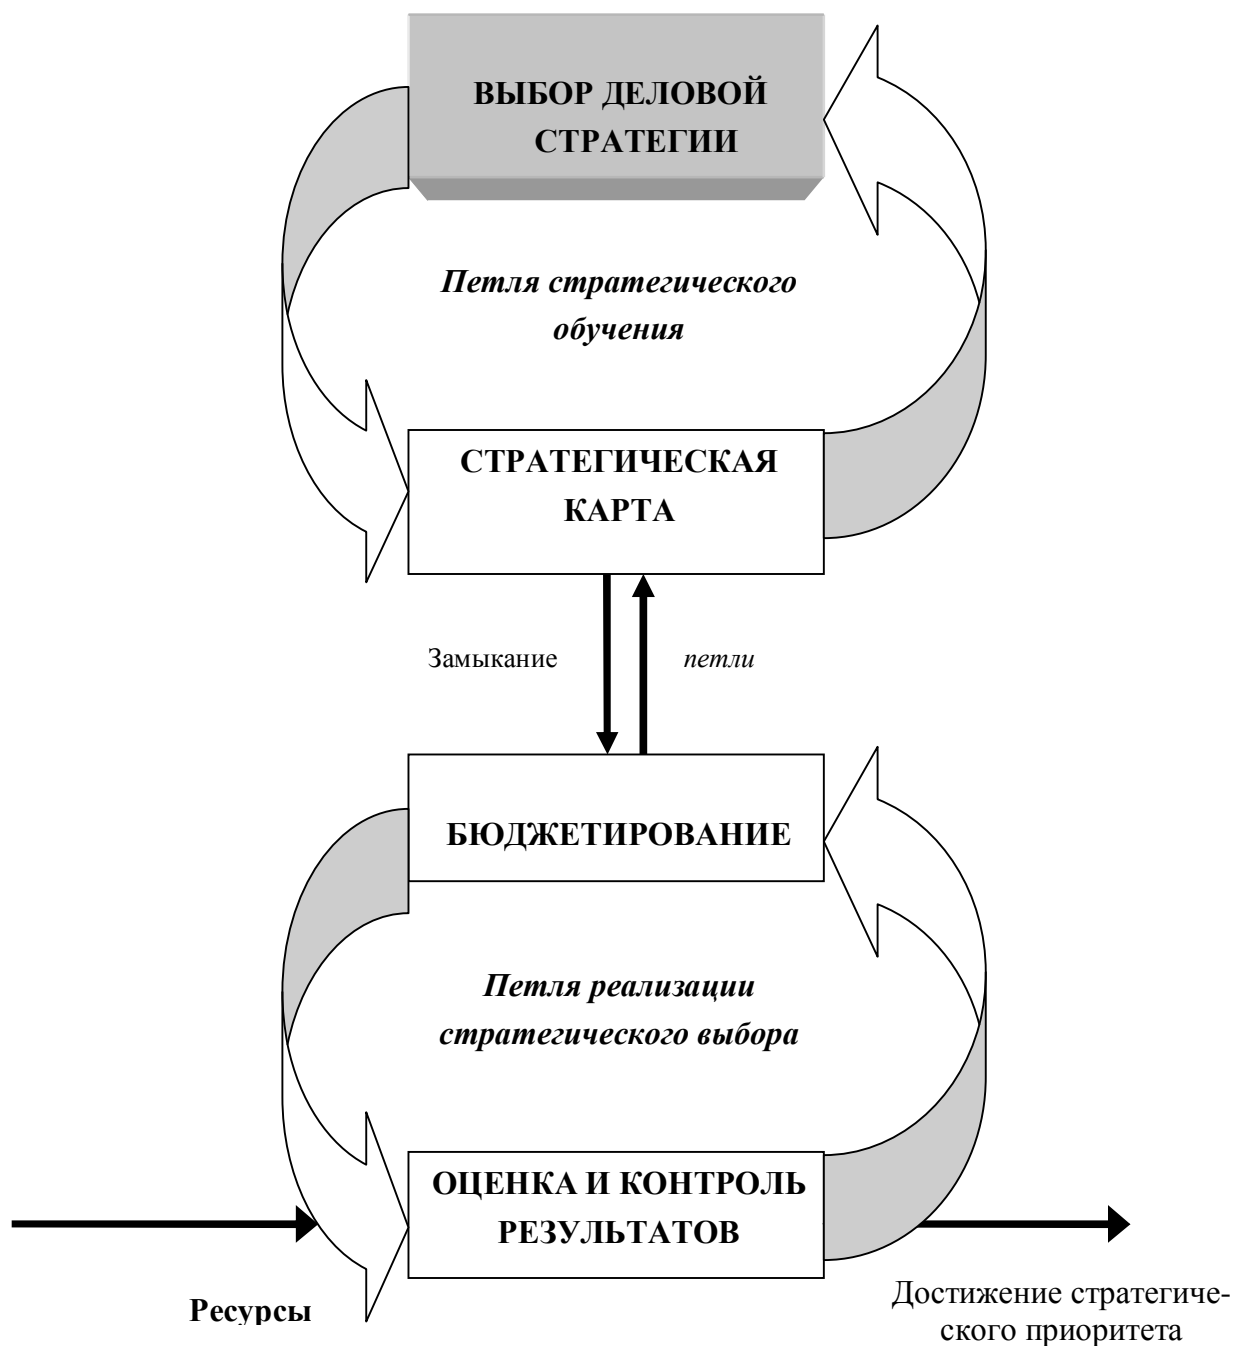 ВЫБОР ДЕЛОВОЙ
СТРАТЕГИИ
Петля стратегического
обучения
СТРАТЕГИЧЕСКАЯ
КАРТА
Замыкание петли
БЮДЖЕТИРОВАНИЕ
Петля реализации
стратегического выбора
ОЦЕНКА И КОНТРОЛЬ
РЕЗУЛЬТАТОВ
Ресурсы
Достижение стратегиче-
ского приоритета